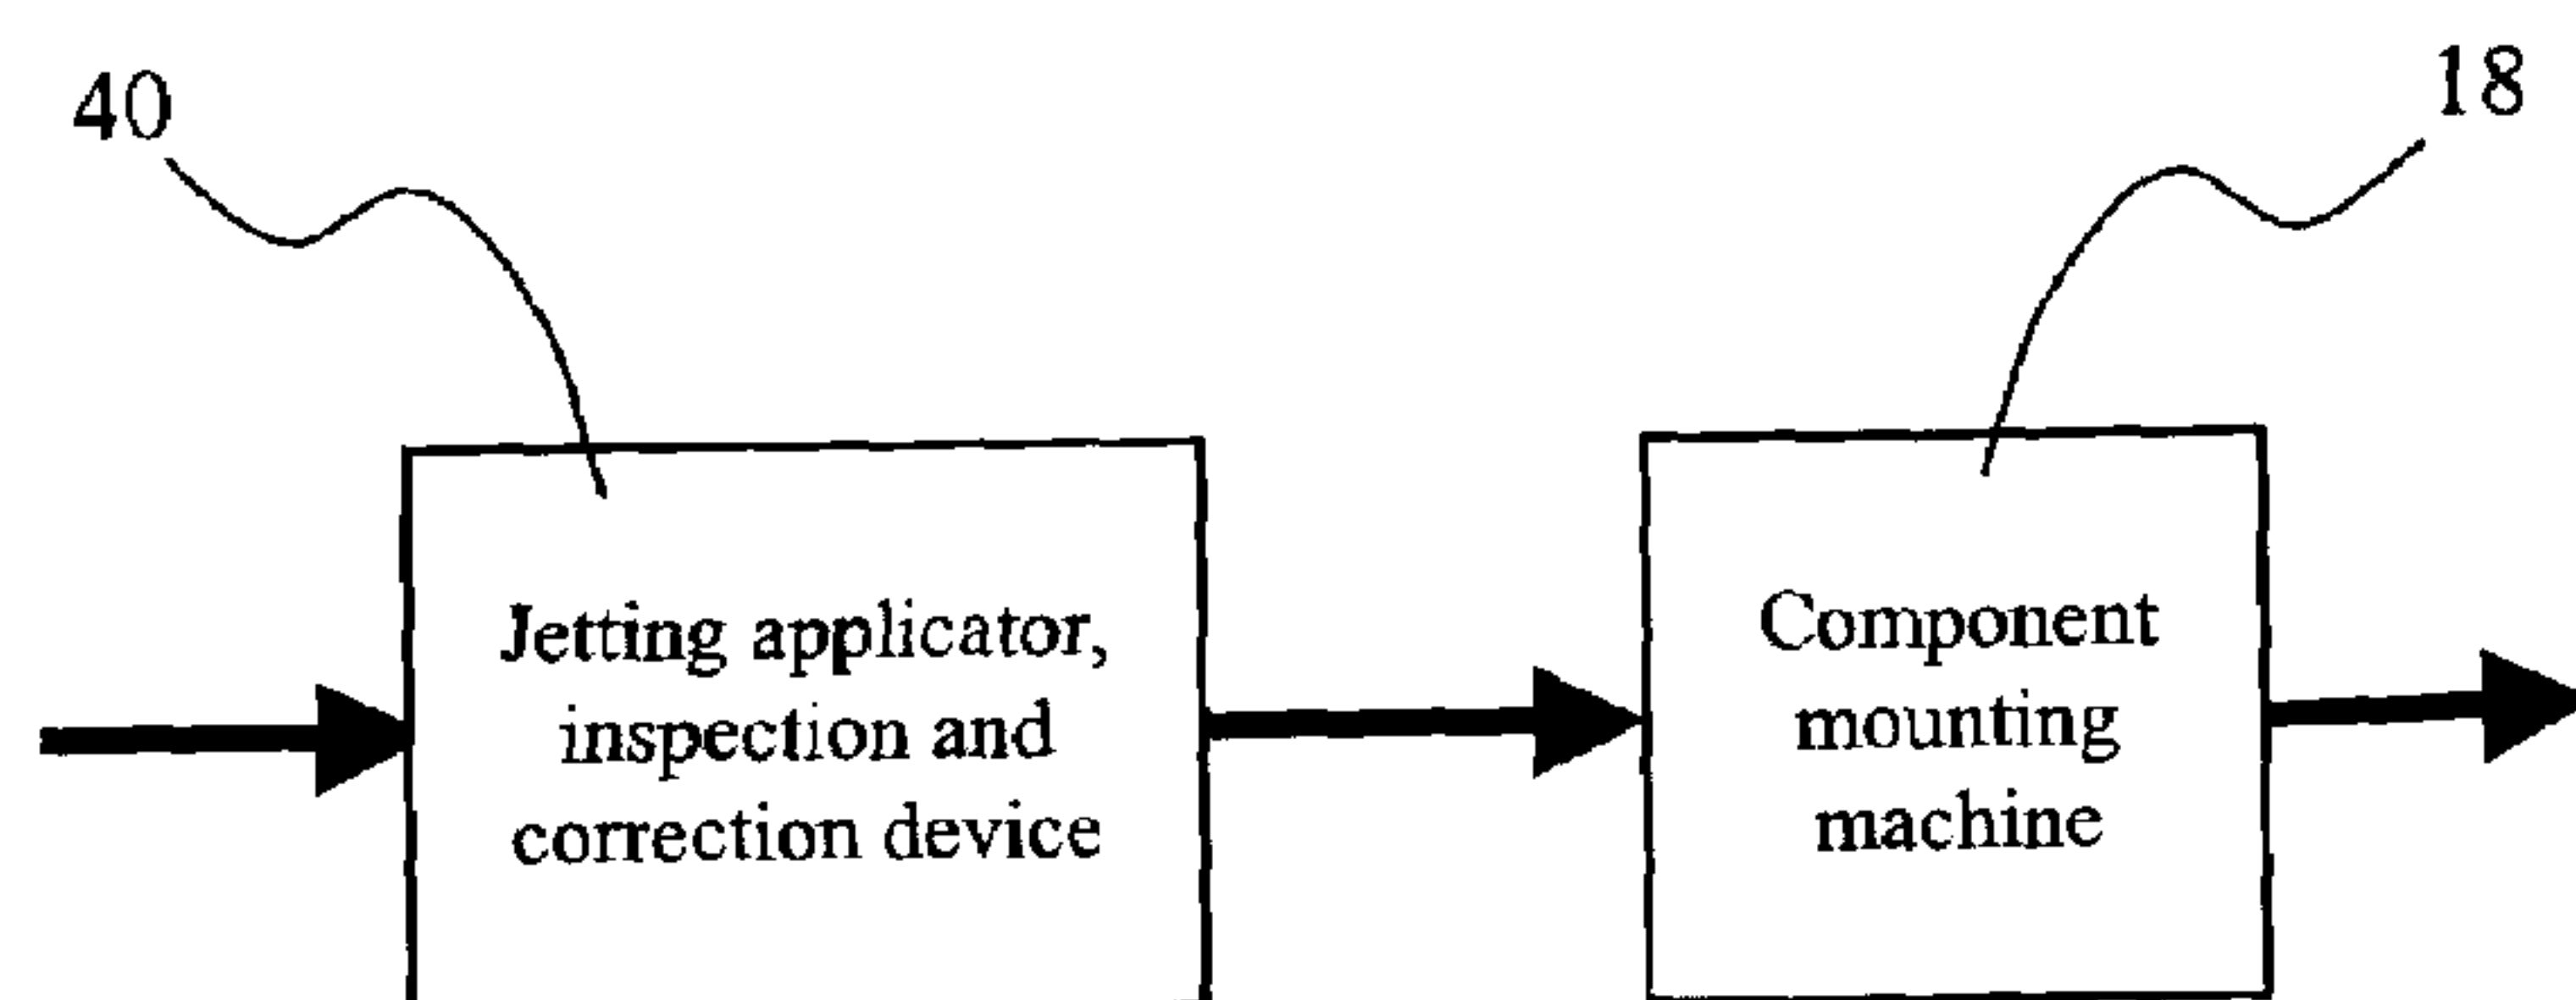 40
18
Jetting applicator,
inspection and
correction device
Component
mounting
machine